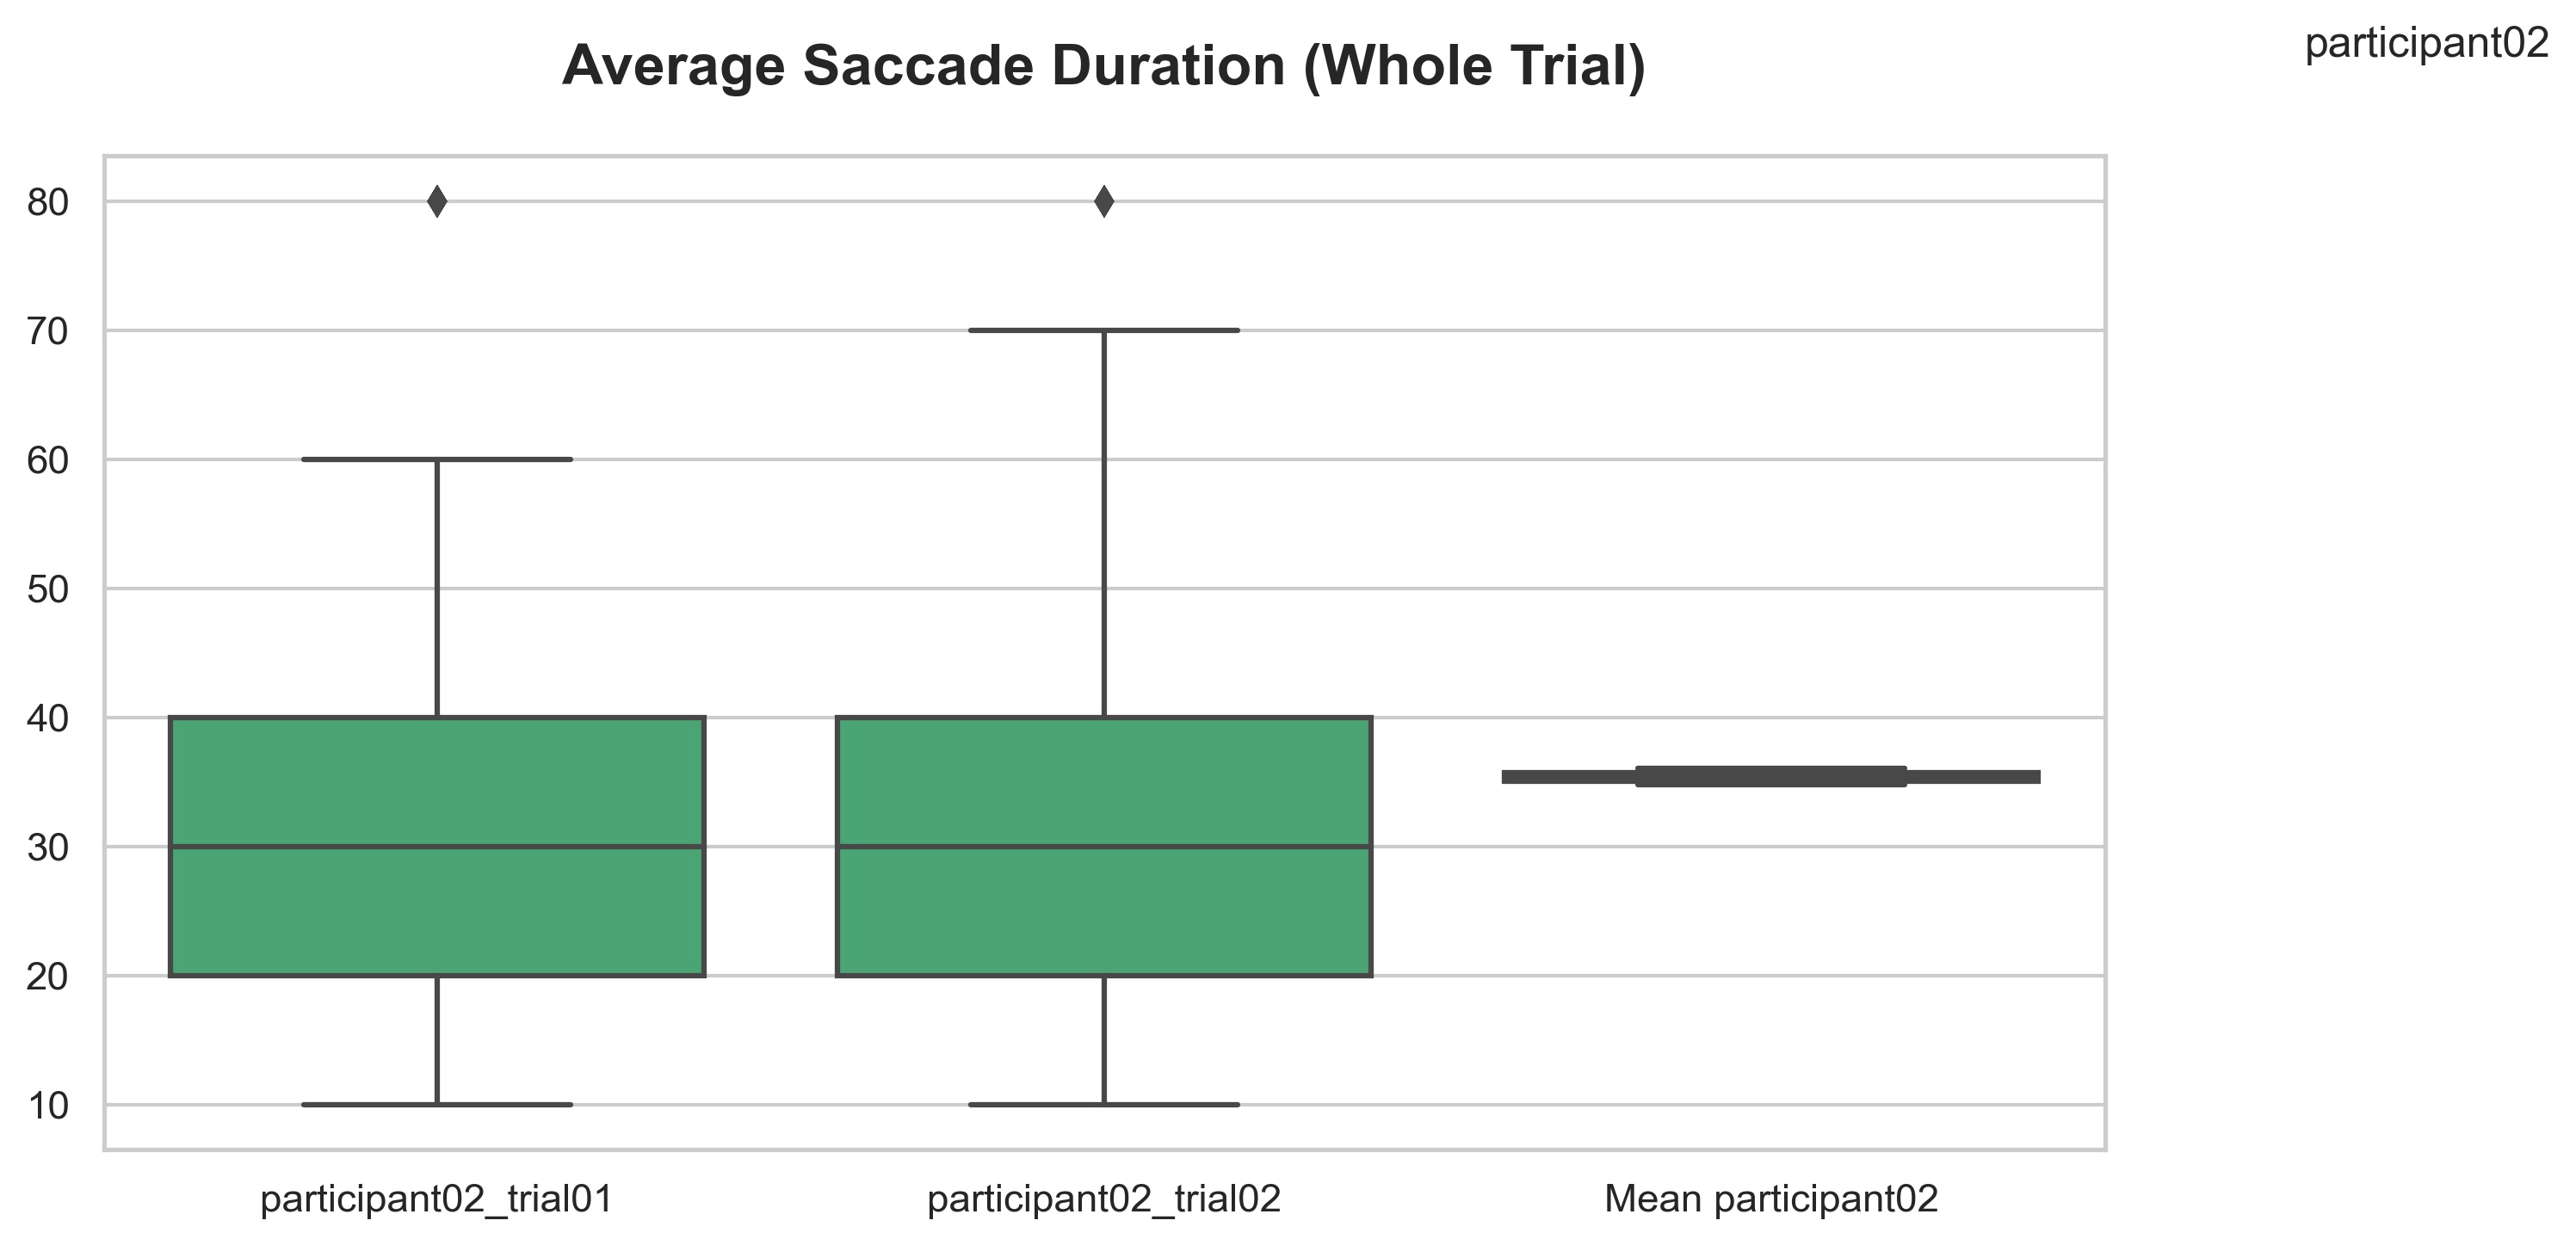 participant02
Average Saccade Duration (Whole Trial)
80
70
60
50
40
30
20
10
participant02_trial01
participant02_trial02
Mean participant02